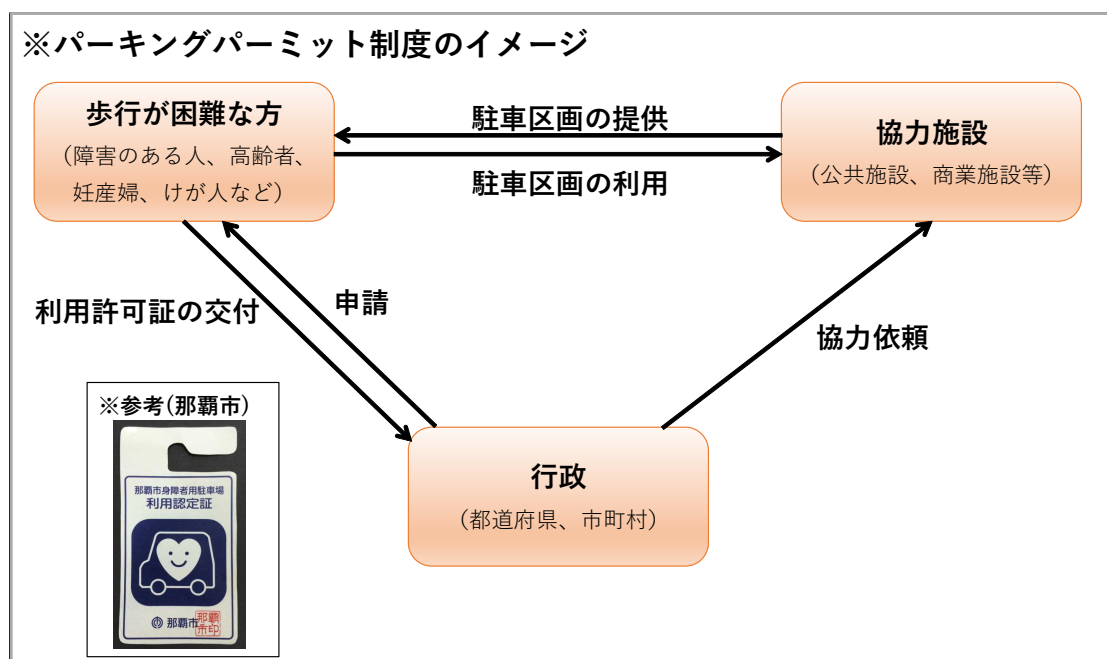 ※パーキングパーミット制度のイメージ
歩行が困難な方
（障害のある人、高齢者、
妊産婦、けが人など）
駐車区画の提供
駐車区画の利用
協力施設
（公共施設、商業施設等）
利用許可証の交付
申請
協力依頼
行政
（都道府県、市町村）
※参考(那覇市)
那覇市身障者用駐車場
利用認定証
那覇市
那覇
市印